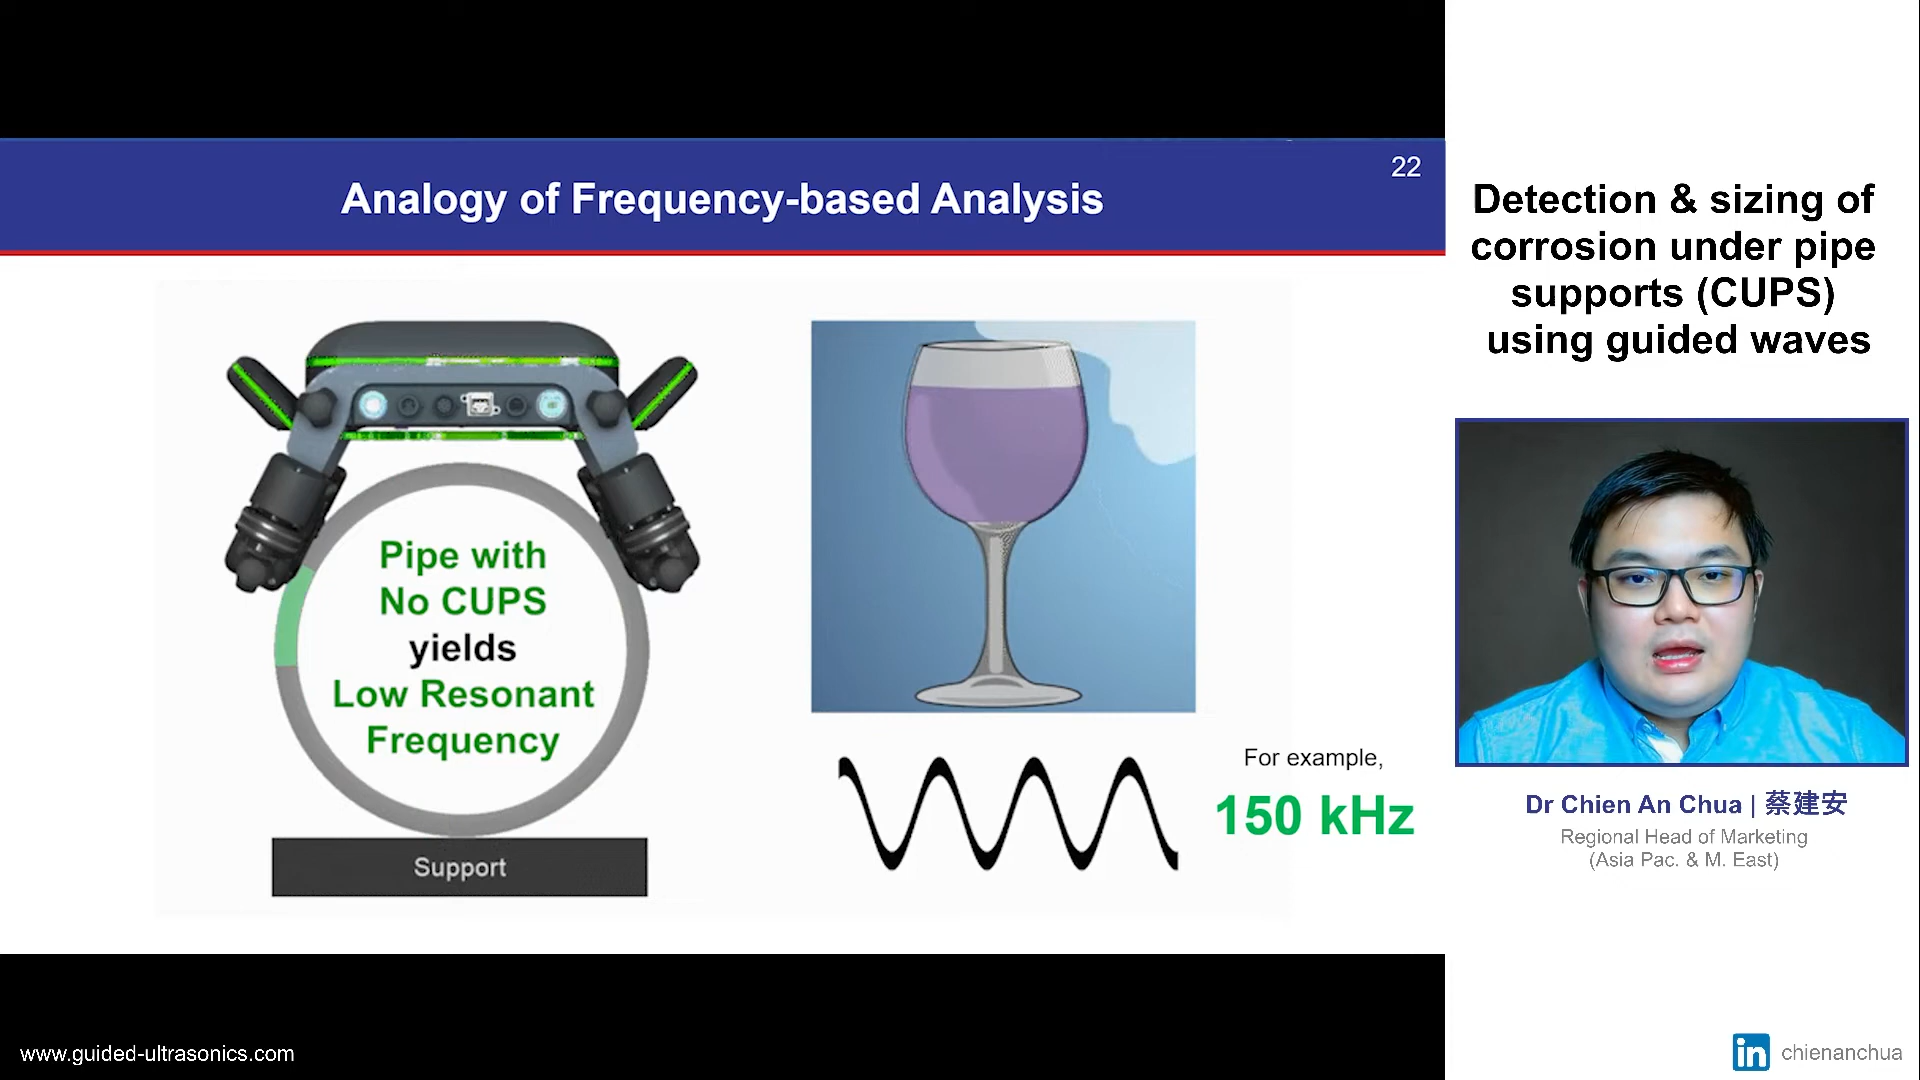 Analogy of Frequency-based Analysis
22
Pipe with
No CUPS
yields
Low Resonant
Frequency
Support
For example,
150 kHz
Detection & sizing of
corrosion under pipe
supports (CUPS)
using guided waves
Dr Chien An Chua | 蔡建安
Regional Head of Marketing
(Asia Pac. & M. East)
www.guided-ultrasonics.com
in chienanchua